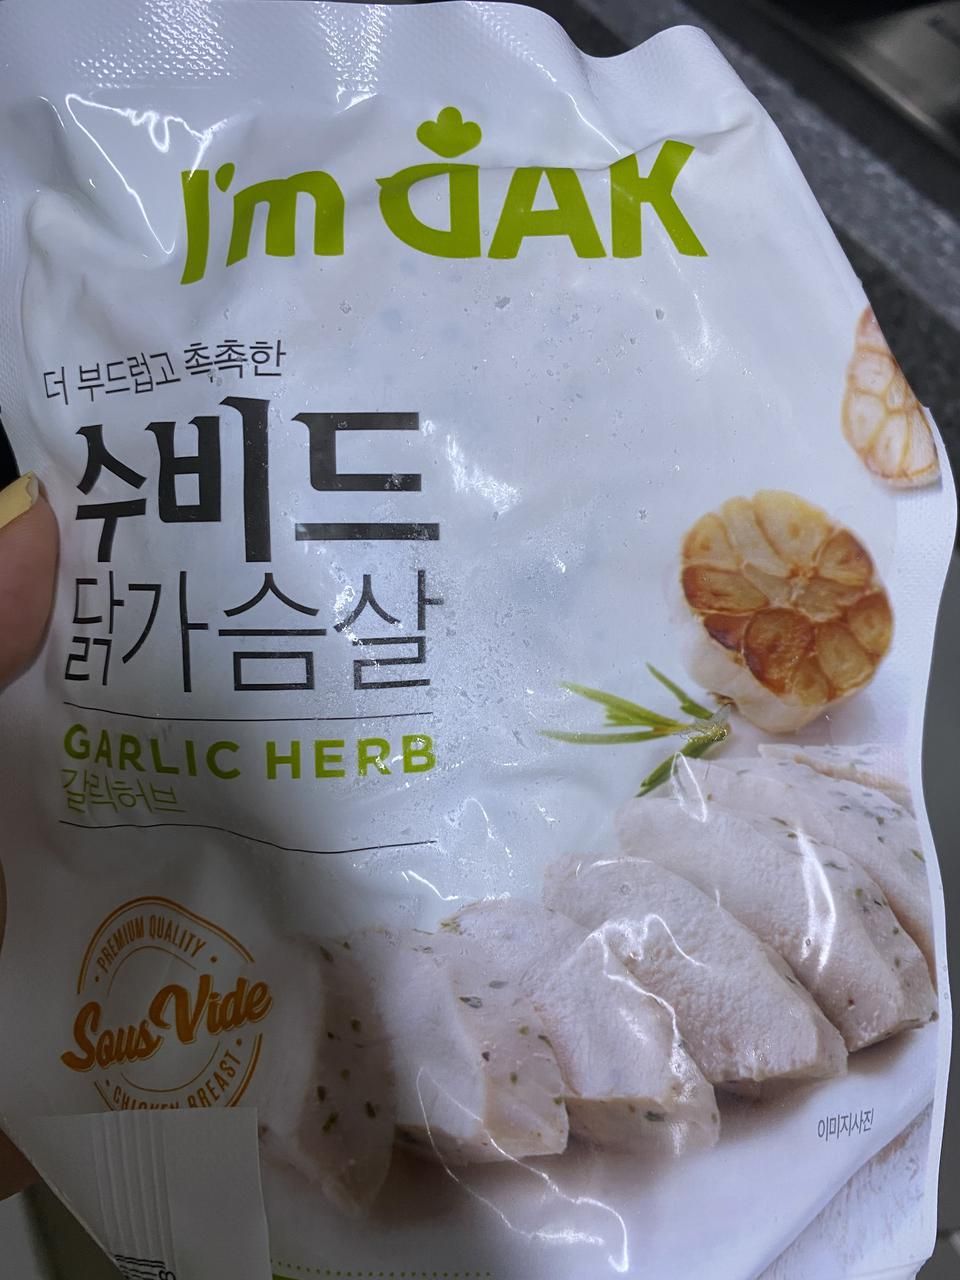 I'm DAK
더 부드럽고 촉촉한
수비드
닭가슴살
GARLIC HERB
갈릭허브
• PREMIUM QUALITY •
Sous Vide
• CHICKEN BREAST •
이미지사진